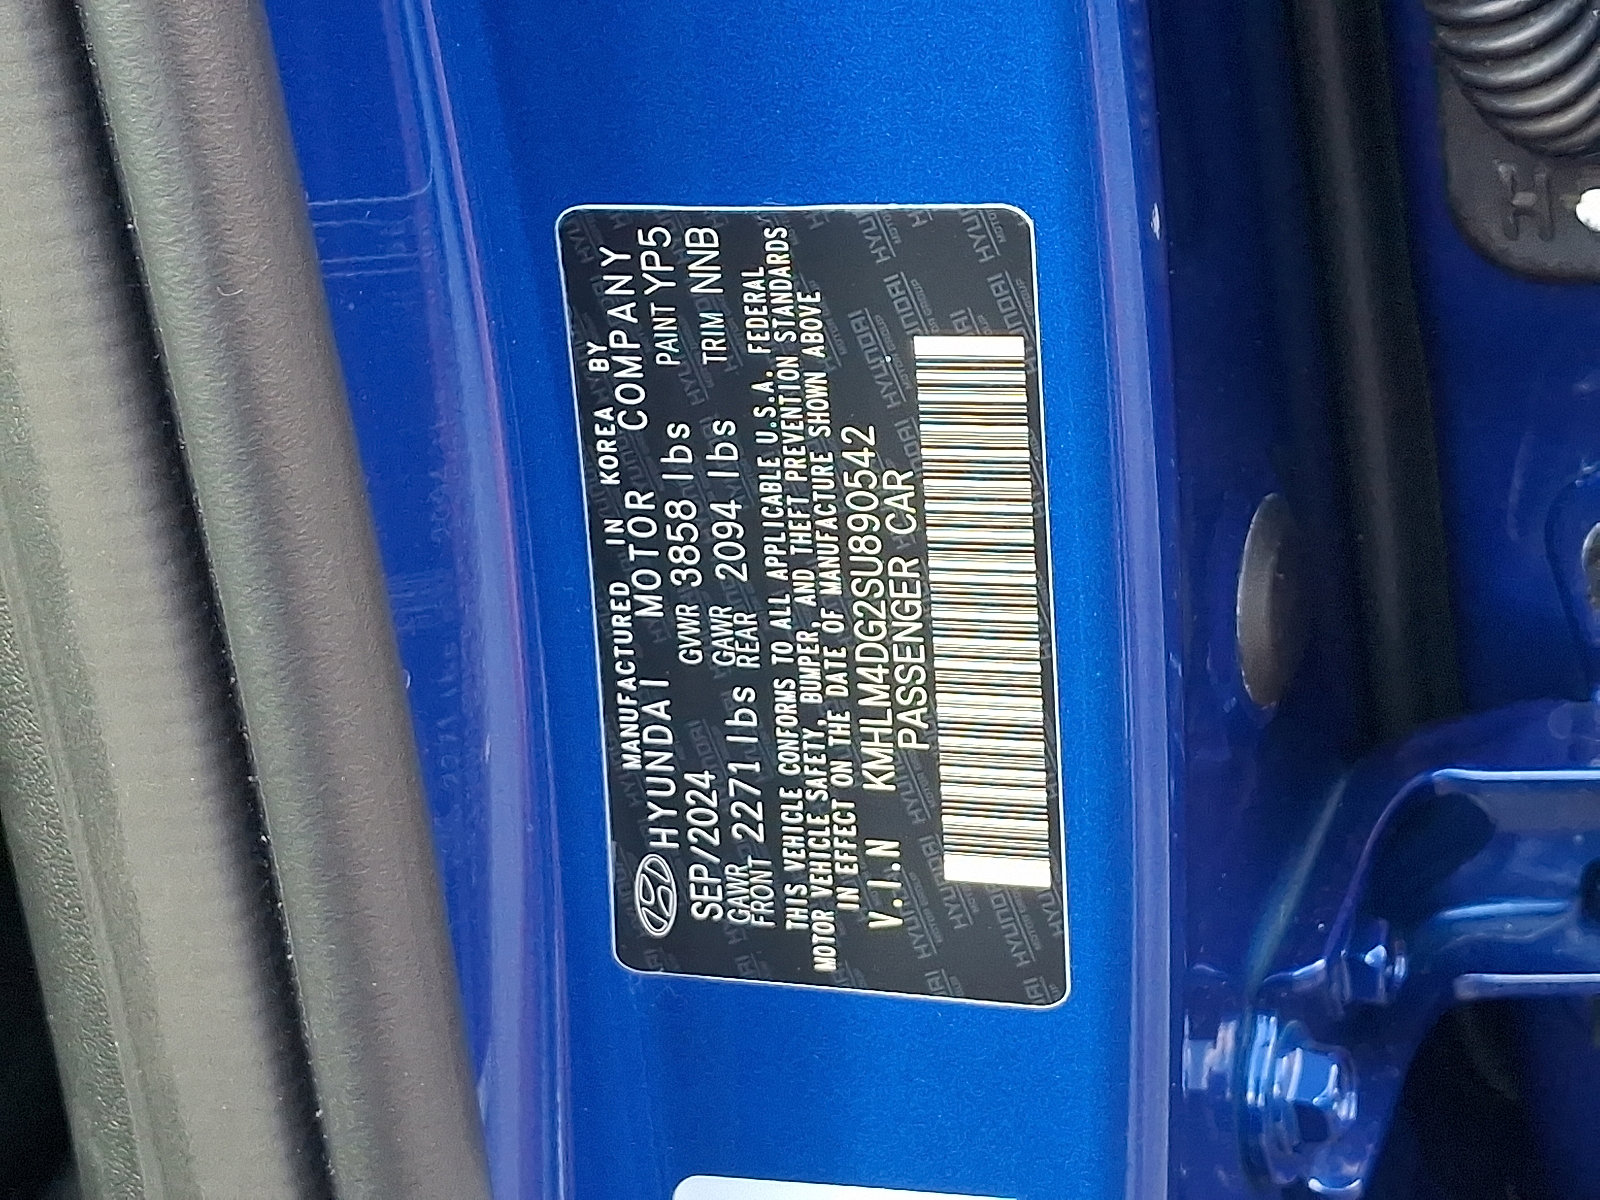 MANUFACTURED IN KOREA BY
HYUNDAI MOTOR COMPANY
SEP/2024 GVWR 3858 lbs PAINT YP5
GAWR FRONT 2271 lbs GAWR REAR 2094 lbs TRIM NNB
THIS VEHICLE CONFORMS TO ALL APPLICABLE U.S.A. FEDERAL
MOTOR VEHICLE SAFETY, BUMPER, AND THEFT PREVENTION STANDARDS
IN EFFECT ON THE DATE OF MANUFACTURE SHOWN ABOVE
V.I.N KMHLM4DG2SU890542
PASSENGER CAR